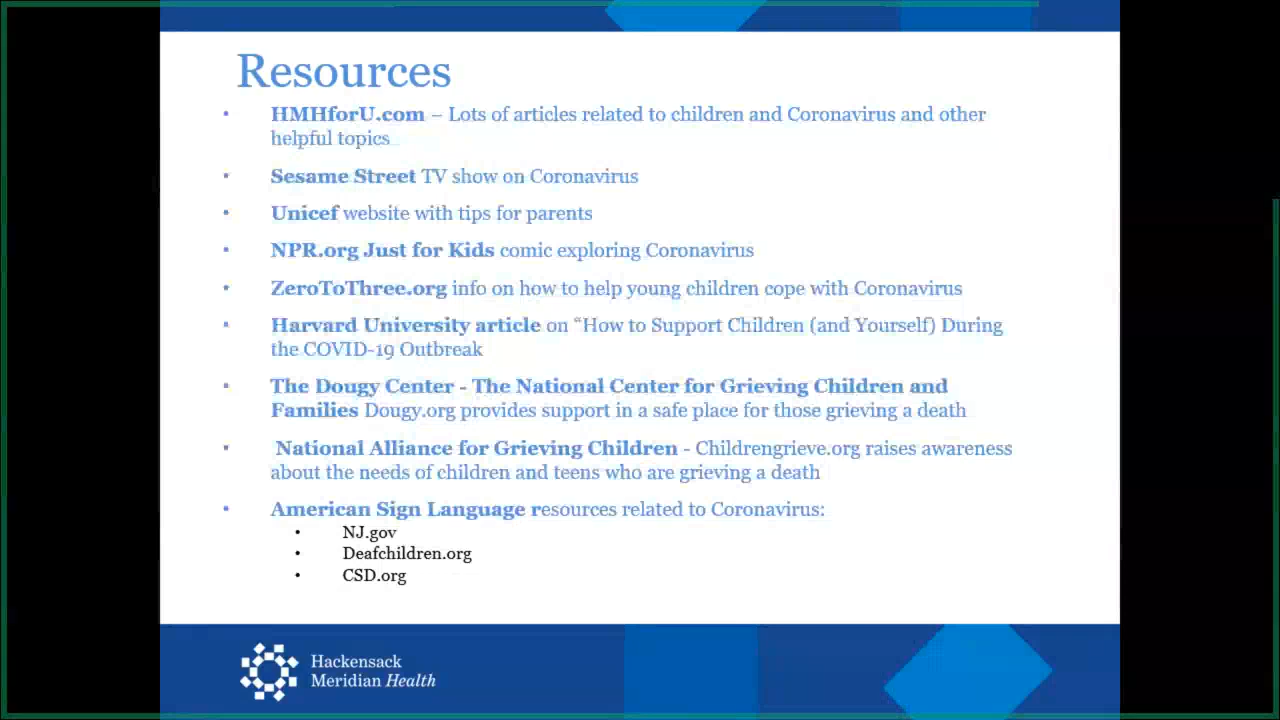 Resources
• HMHforU.com – Lots of articles related to children and Coronavirus and other
helpful topics
• Sesame Street TV show on Coronavirus
• Unicef website with tips for parents
• NPR.org Just for Kids comic exploring Coronavirus
• ZeroToThree.org info on how to help young children cope with Coronavirus
• Harvard University article on “How to Support Children (and Yourself) During
the COVID-19 Outbreak
• The Dougy Center - The National Center for Grieving Children and
Families Dougy.org provides support in a safe place for those grieving a death
• National Alliance for Grieving Children - Childrengrieve.org raises awareness
about the needs of children and teens who are grieving a death
• American Sign Language resources related to Coronavirus:
• NJ.gov
• Deafchildren.org
• CSD.org
Hackensack
Meridian Health